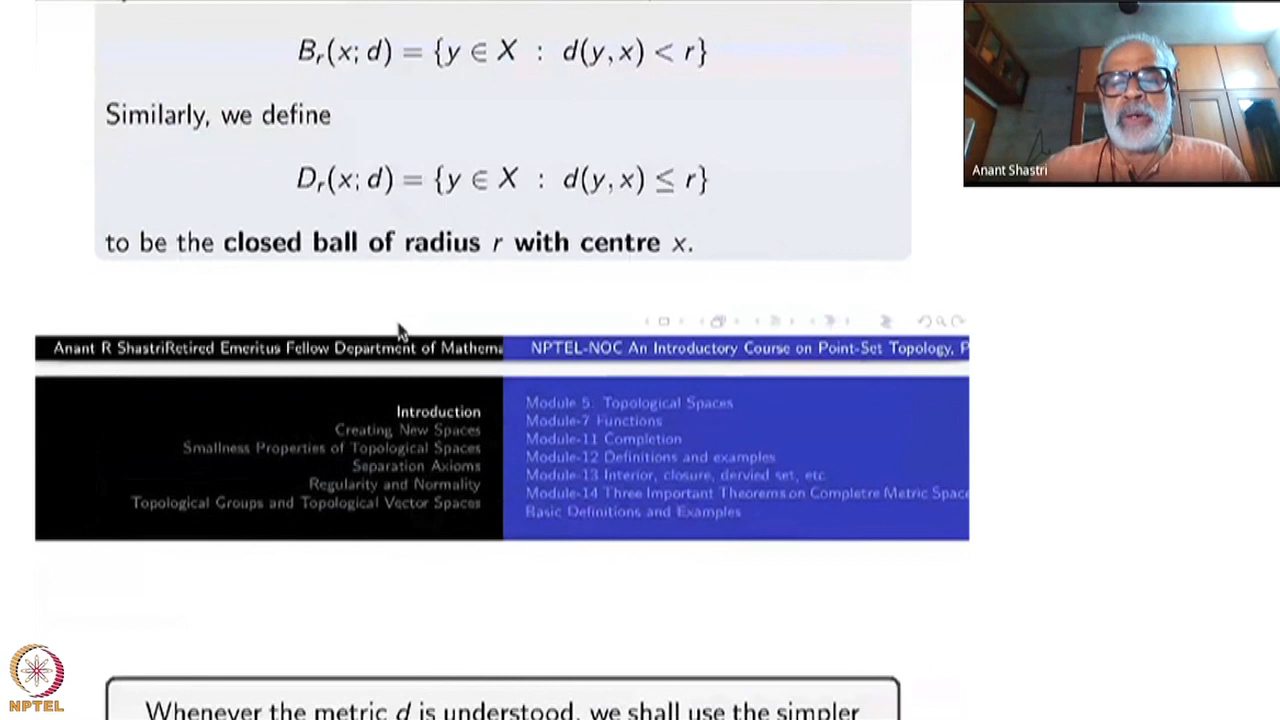 B_r(x; d) = {y ∈ X : d(y, x) < r}
Similarly, we define
D_r(x; d) = {y ∈ X : d(y, x) ≤ r}
to be the closed ball of radius r with centre x.
Anant Shastri
Anant R ShastriRetired Emeritus Fellow Department of Mathema
NPTEL-NOC An Introductory Course on Point-Set Topology, P
Introduction
Creating New Spaces
Smallness Properties of Topological Spaces
Separation Axioms
Regularity and Normality
Topological Groups and Topological Vector Spaces
Module 5: Topological Spaces
Module-7 Functions
Module-11 Completion
Module-12 Definitions and examples
Module-13 Interior, closure, dervied set, etc
Module-14 Three Important Theorems on Completre Metric Space
Basic Definitions and Examples
NPTEL
Whenever the metric d is understood, we shall use the simpler